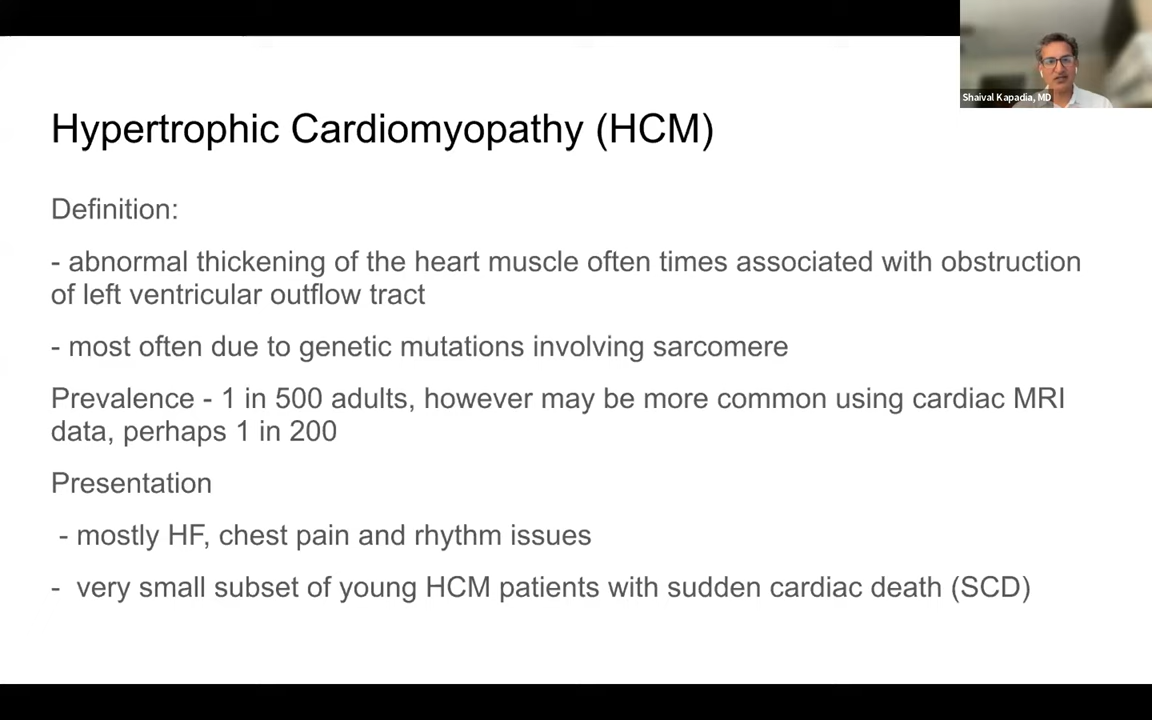 Shaival Kapadia, MD
Hypertrophic Cardiomyopathy (HCM)
Definition:
- abnormal thickening of the heart muscle often times associated with obstruction
of left ventricular outflow tract
- most often due to genetic mutations involving sarcomere
Prevalence - 1 in 500 adults, however may be more common using cardiac MRI
data, perhaps 1 in 200
Presentation
- mostly HF, chest pain and rhythm issues
- very small subset of young HCM patients with sudden cardiac death (SCD)